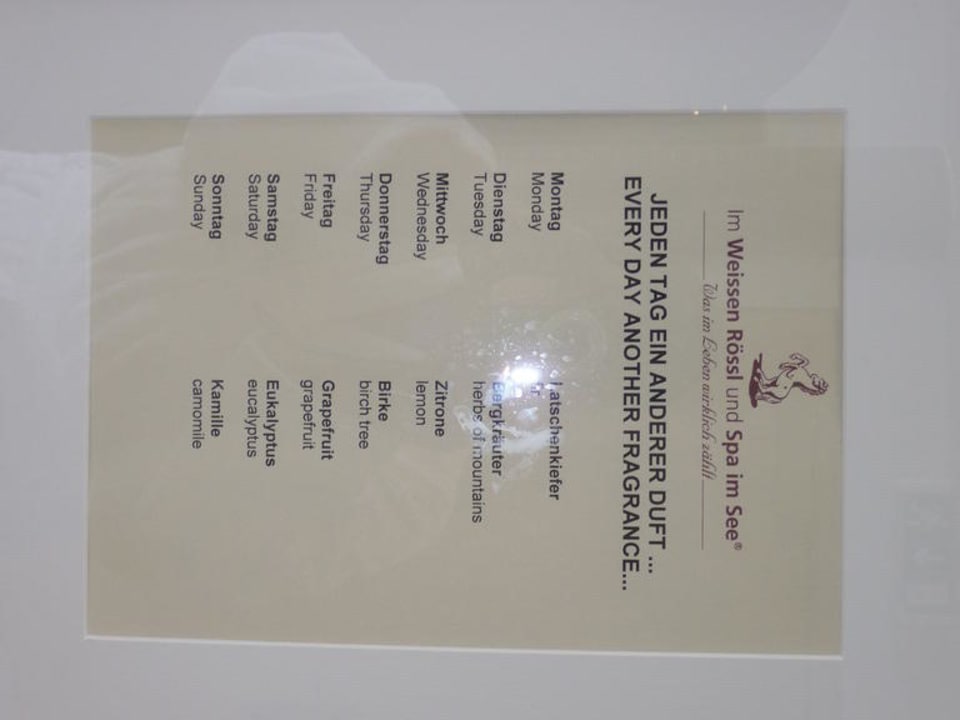 Im Weissen Rössl und Spa im See®
Was im Leben wirklich zählt
JEDEN TAG EIN ANDERER DUFT ...
EVERY DAY ANOTHER FRAGRANCE...
Montag Latschenkiefer
Monday
Dienstag Bergkräuter
Tuesday herbs of mountains
Mittwoch Zitrone
Wednesday lemon
Donnerstag Birke
Thursday birch tree
Freitag Grapefruit
Friday grapefruit
Samstag Eukalyptus
Saturday eucalyptus
Sonntag Kamille
Sunday camomile